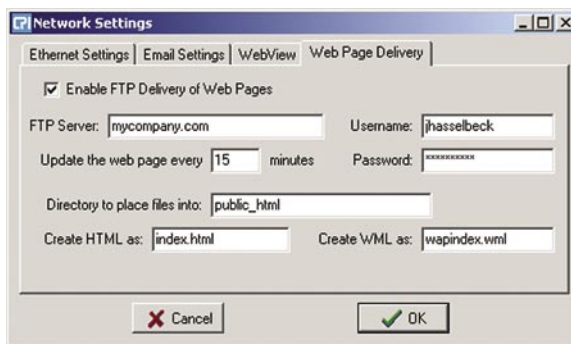 CPI Network Settings
Ethernet Settings Email Settings WebView Web Page Delivery
Enable FTP Delivery of Web Pages
FTP Server: mycompany.com Username: jhasselbeck
Update the web page every 15 minutes Password: **********
Directory to place files into: public_html
Create HTML as: index.html Create WML as: wapindex.wml
Cancel OK